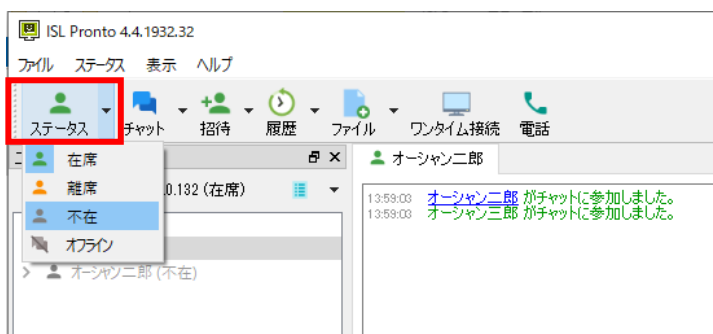 ISL Pronto 4.4.1932.32
ファイル ステータス 表示 ヘルプ
ステータス チャット 招待 履歴 ファイル ワンタイム接続 電話
在席
離席
不在
オフライン
.0.132 (在席)
オーシャン二郎 (不在)
オーシャン二郎
13:59:03 オーシャン二郎 がチャットに参加しました。
13:59:03 オーシャン三郎 がチャットに参加しました。